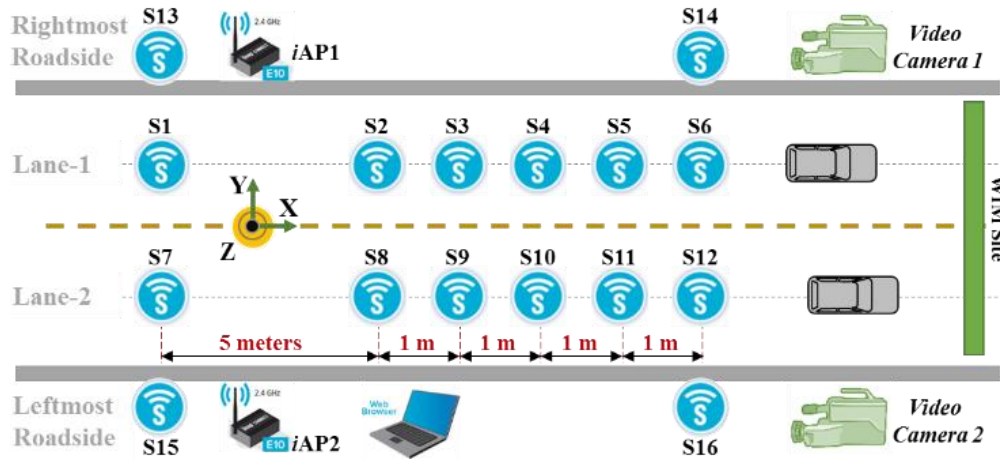 Rightmost
Roadside
S13
2.4 GHz
E10
iAP1
S14
Video
Camera 1
S
S
Lane-1
S1
S2
S3
S4
S5
S6
S
S
S
S
S
S
Y
X
Z
WIM Site
Lane-2
S7
S8
S9
S10
S11
S12
S
S
S
S
S
S
5 meters
1 m
1 m
1 m
1 m
Leftmost
Roadside
S
S15
2.4 GHz
E10
iAP2
Web
Browser
S
S16
Video
Camera 2